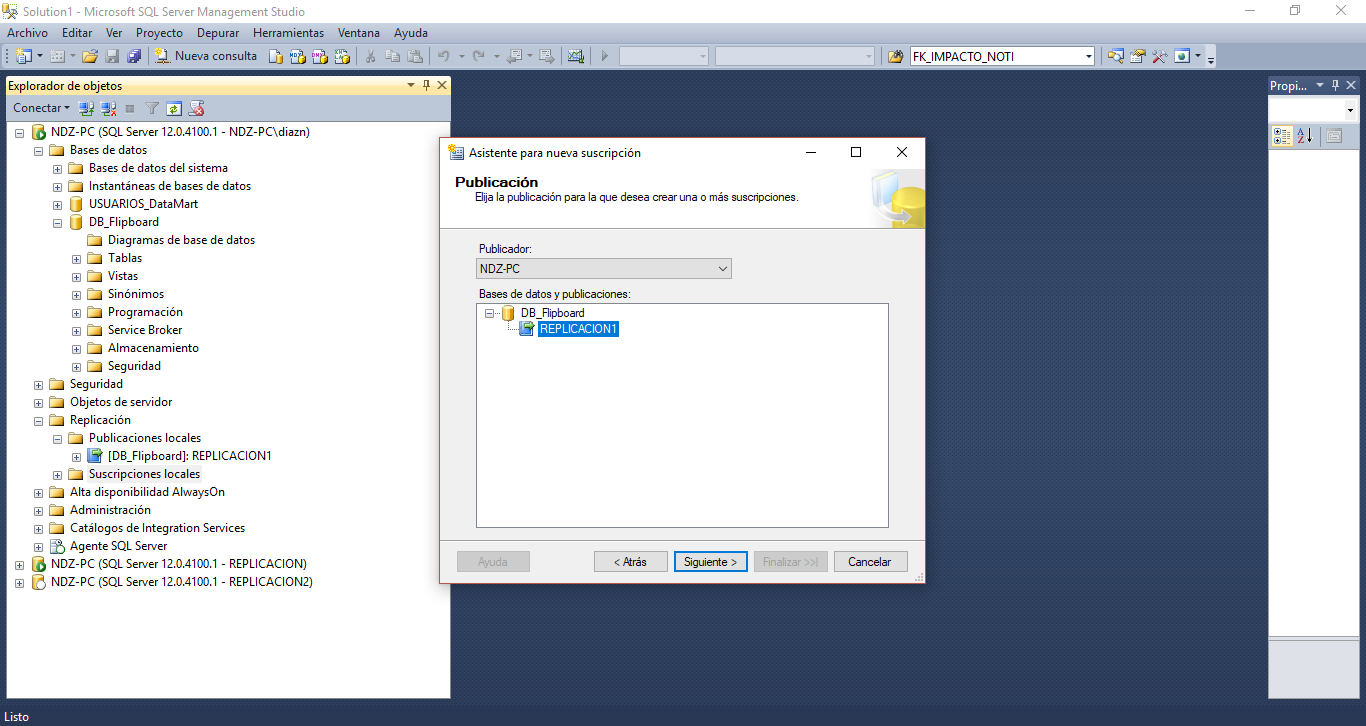 Solution1 - Microsoft SQL Server Management Studio
Archivo Editar Ver Proyecto Depurar Herramientas Ventana Ayuda
Nueva consulta
FK_IMPACTO_NOTI
Explorador de objetos
Conectar
NDZ-PC (SQL Server 12.0.4100.1 - NDZ-PC\diazn)
Bases de datos
Bases de datos del sistema
Instantáneas de bases de datos
USUARIOS_DataMart
DB_Flipboard
Diagramas de base de datos
Tablas
Vistas
Sinónimos
Programación
Service Broker
Almacenamiento
Seguridad
Seguridad
Objetos de servidor
Replicación
Publicaciones locales
[DB_Flipboard]: REPLICACION1
Suscripciones locales
Alta disponibilidad AlwaysOn
Administración
Catálogos de Integration Services
Agente SQL Server
NDZ-PC (SQL Server 12.0.4100.1 - REPLICACION)
NDZ-PC (SQL Server 12.0.4100.1 - REPLICACION2)
Asistente para nueva suscripción
Publicación
Elija la publicación para la que desea crear una o más suscripciones.
Publicador:
NDZ-PC
Bases de datos y publicaciones:
DB_Flipboard
REPLICACION1
Ayuda < Atrás Siguiente > Finalizar >>| Cancelar
Propi...
Listo